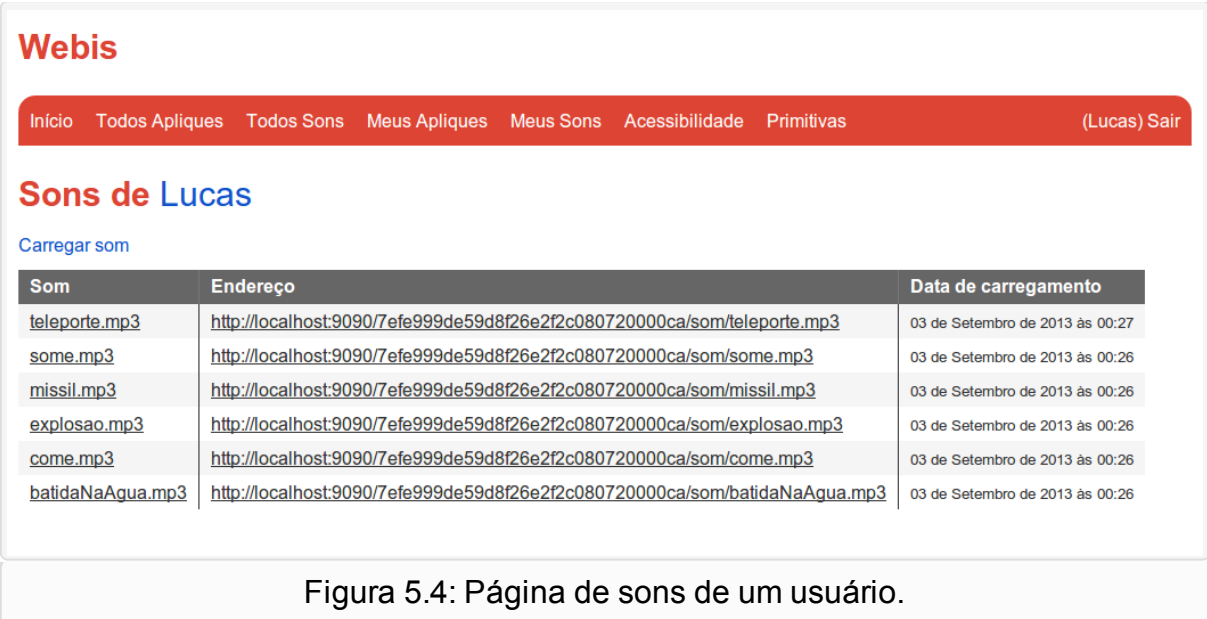 Webis
Início Todos Apliques Todos Sons Meus Apliques Meus Sons Acessibilidade Primitivas (Lucas) Sair
Sons de Lucas
Carregar som
Som Endereço Data de carregamento
teleporte.mp3 http://localhost:9090/7efe999de59d8f26e2f2c080720000ca/som/teleporte.mp3 03 de Setembro de 2013 às 00:27
some.mp3 http://localhost:9090/7efe999de59d8f26e2f2c080720000ca/som/some.mp3 03 de Setembro de 2013 às 00:26
missil.mp3 http://localhost:9090/7efe999de59d8f26e2f2c080720000ca/som/missil.mp3 03 de Setembro de 2013 às 00:26
explosao.mp3 http://localhost:9090/7efe999de59d8f26e2f2c080720000ca/som/explosao.mp3 03 de Setembro de 2013 às 00:26
come.mp3 http://localhost:9090/7efe999de59d8f26e2f2c080720000ca/som/come.mp3 03 de Setembro de 2013 às 00:26
batidaNaAgua.mp3 http://localhost:9090/7efe999de59d8f26e2f2c080720000ca/som/batidaNaAgua.mp3 03 de Setembro de 2013 às 00:26
Figura 5.4: Página de sons de um usuário.